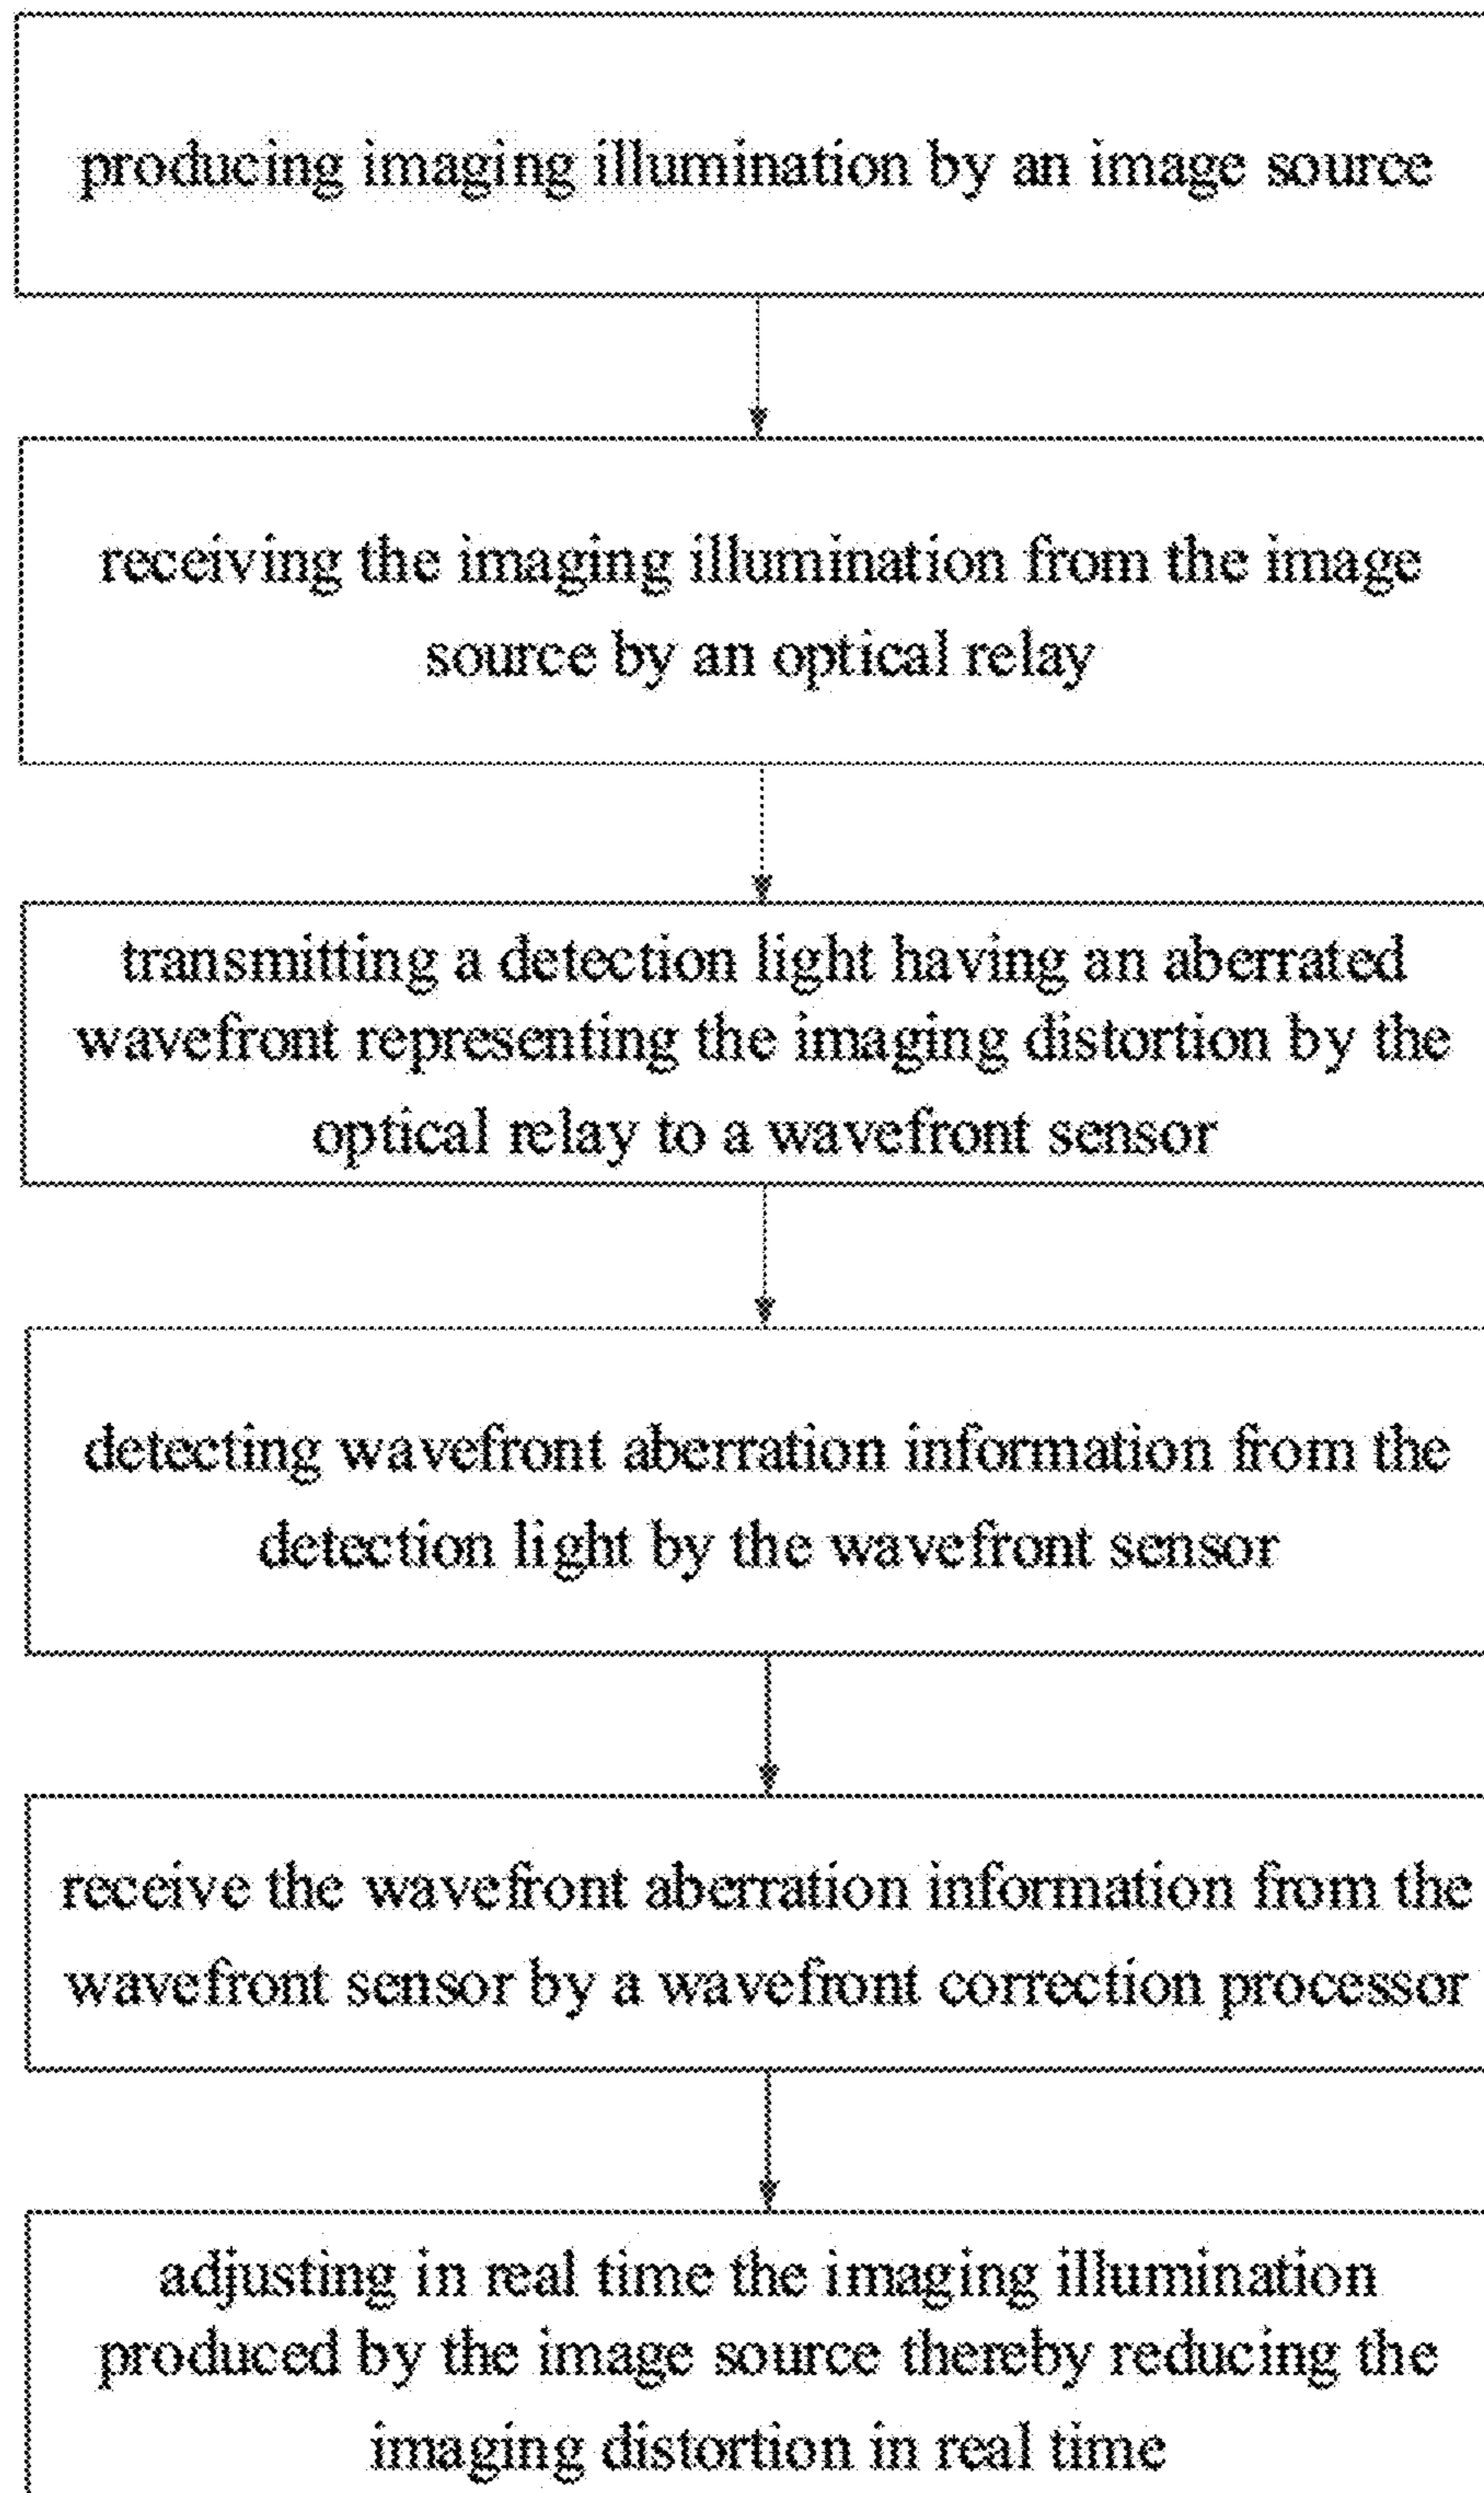 producing imaging illumination by an image source
receiving the imaging illumination from the image
source by an optical relay
transmitting a detection light having an aberrated
wavefront representing the imaging distortion by the
optical relay to a wavefront sensor
detecting wavefront aberration information from the
detection light by the wavefront sensor
receive the wavefront aberration information from the
wavefront sensor by a wavefront correction processor
adjusting in real time the imaging illumination
produced by the image source thereby reducing the
imaging distortion in real time